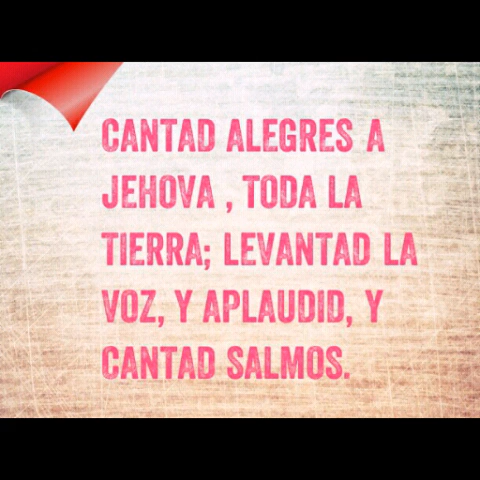 CANTAD ALEGRES A
JEHOVA , TODA LA
TIERRA; LEVANTAD LA
VOZ, Y APLAUDID, Y
CANTAD SALMOS.